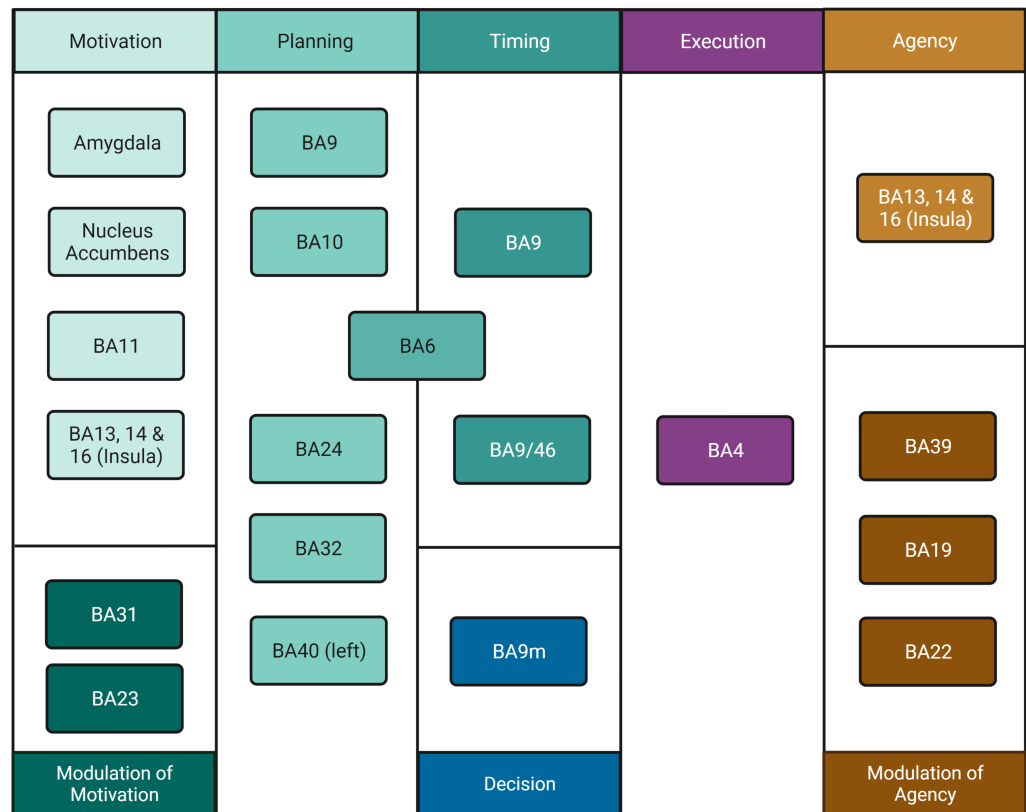 Motivation
Planning
Timing
Execution
Agency
Amygdala
BA9
BA13, 14 &
16 (Insula)
Nucleus
Accumbens
BA10
BA9
BA11
BA6
BA13, 14 &
16 (Insula)
BA24
BA9/46
BA4
BA39
BA32
BA19
BA31
BA40 (left)
BA9m
BA22
BA23
Modulation of
Motivation
Decision
Modulation of
Agency